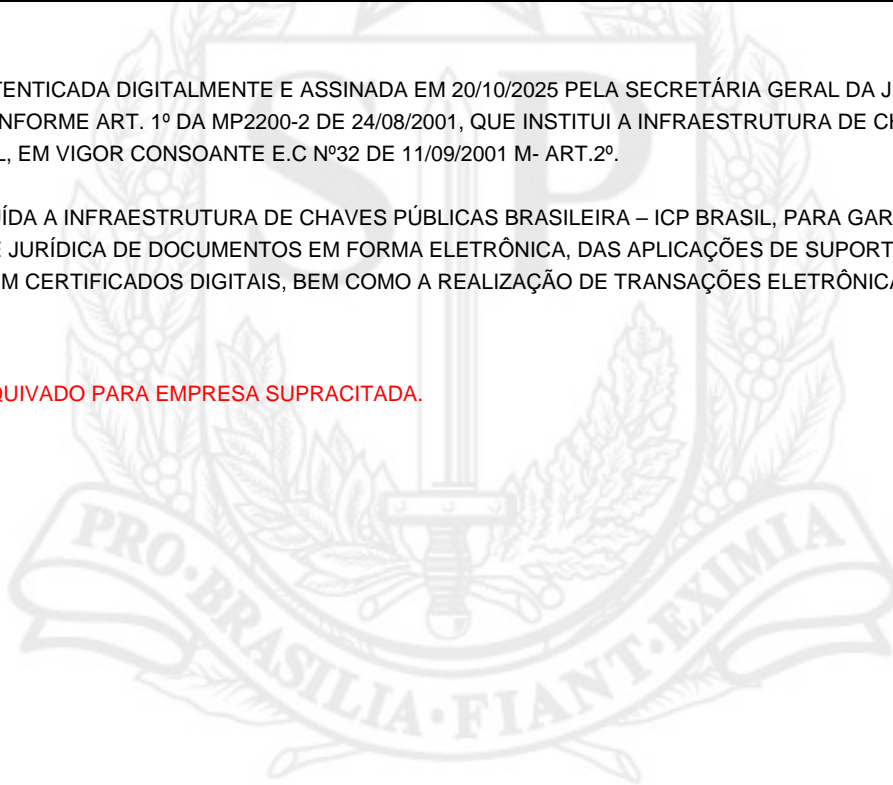 TENTICADA DIGITALMENTE E ASSINADA EM 20/10/2025 PELA SECRETÁRIA GERAL DA J
NFORME ART. 1º DA MP2200-2 DE 24/08/2001, QUE INSTITUI A INFRAESTRUTURA DE CH
L, EM VIGOR CONSOANTE E.C Nº32 DE 11/09/2001 M- ART.2º.
UÍDA A INFRAESTRUTURA DE CHAVES PÚBLICAS BRASILEIRA – ICP BRASIL, PARA GAR
E JURÍDICA DE DOCUMENTOS EM FORMA ELETRÔNICA, DAS APLICAÇÕES DE SUPORT
M CERTIFICADOS DIGITAIS, BEM COMO A REALIZAÇÃO DE TRANSAÇÕES ELETRÔNICA
QUIVADO PARA EMPRESA SUPRACITADA.
SP
PRO·BRASILIA·FIANT·EXIMIA